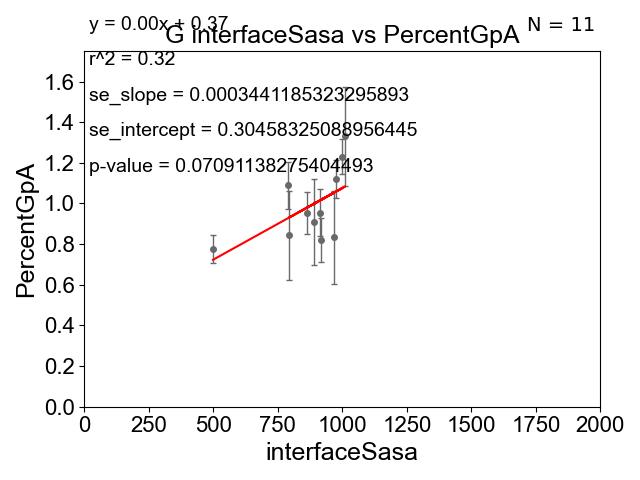 y = 0.00x + 0.37
N = 11
G interfaceSasa vs PercentGpA
r^2 = 0.32
se_slope = 0.0003441185323295893
se_intercept = 0.30458325088956445
p-value = 0.07091138275404493
1.6
1.4
1.2
1.0
0.8
0.6
0.4
0.2
0.0
PercentGpA
0 250 500 750 1000 1250 1500 1750 2000
interfaceSasa